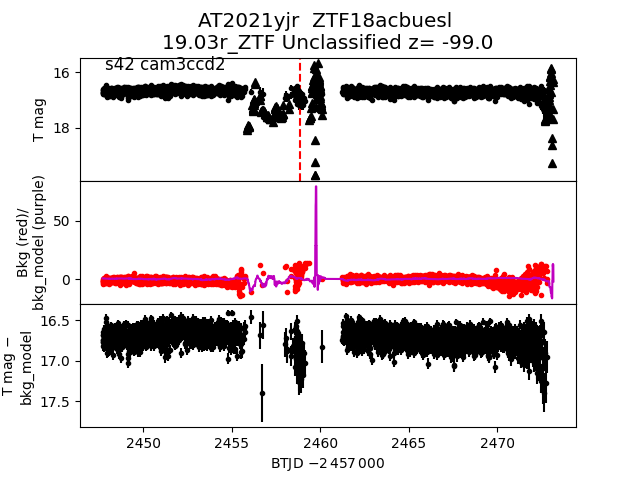 AT2021yjr  ZTF18acbuesl
19.03r_ZTF Unclassified z= -99.0
s42 cam3ccd2
T mag
16
18
Bkg (red)/
bkg_model (purple)
50
0
T mag −
bkg_model
16.5
17.0
17.5
2450
2455
2460
2465
2470
BTJD −2 457 000